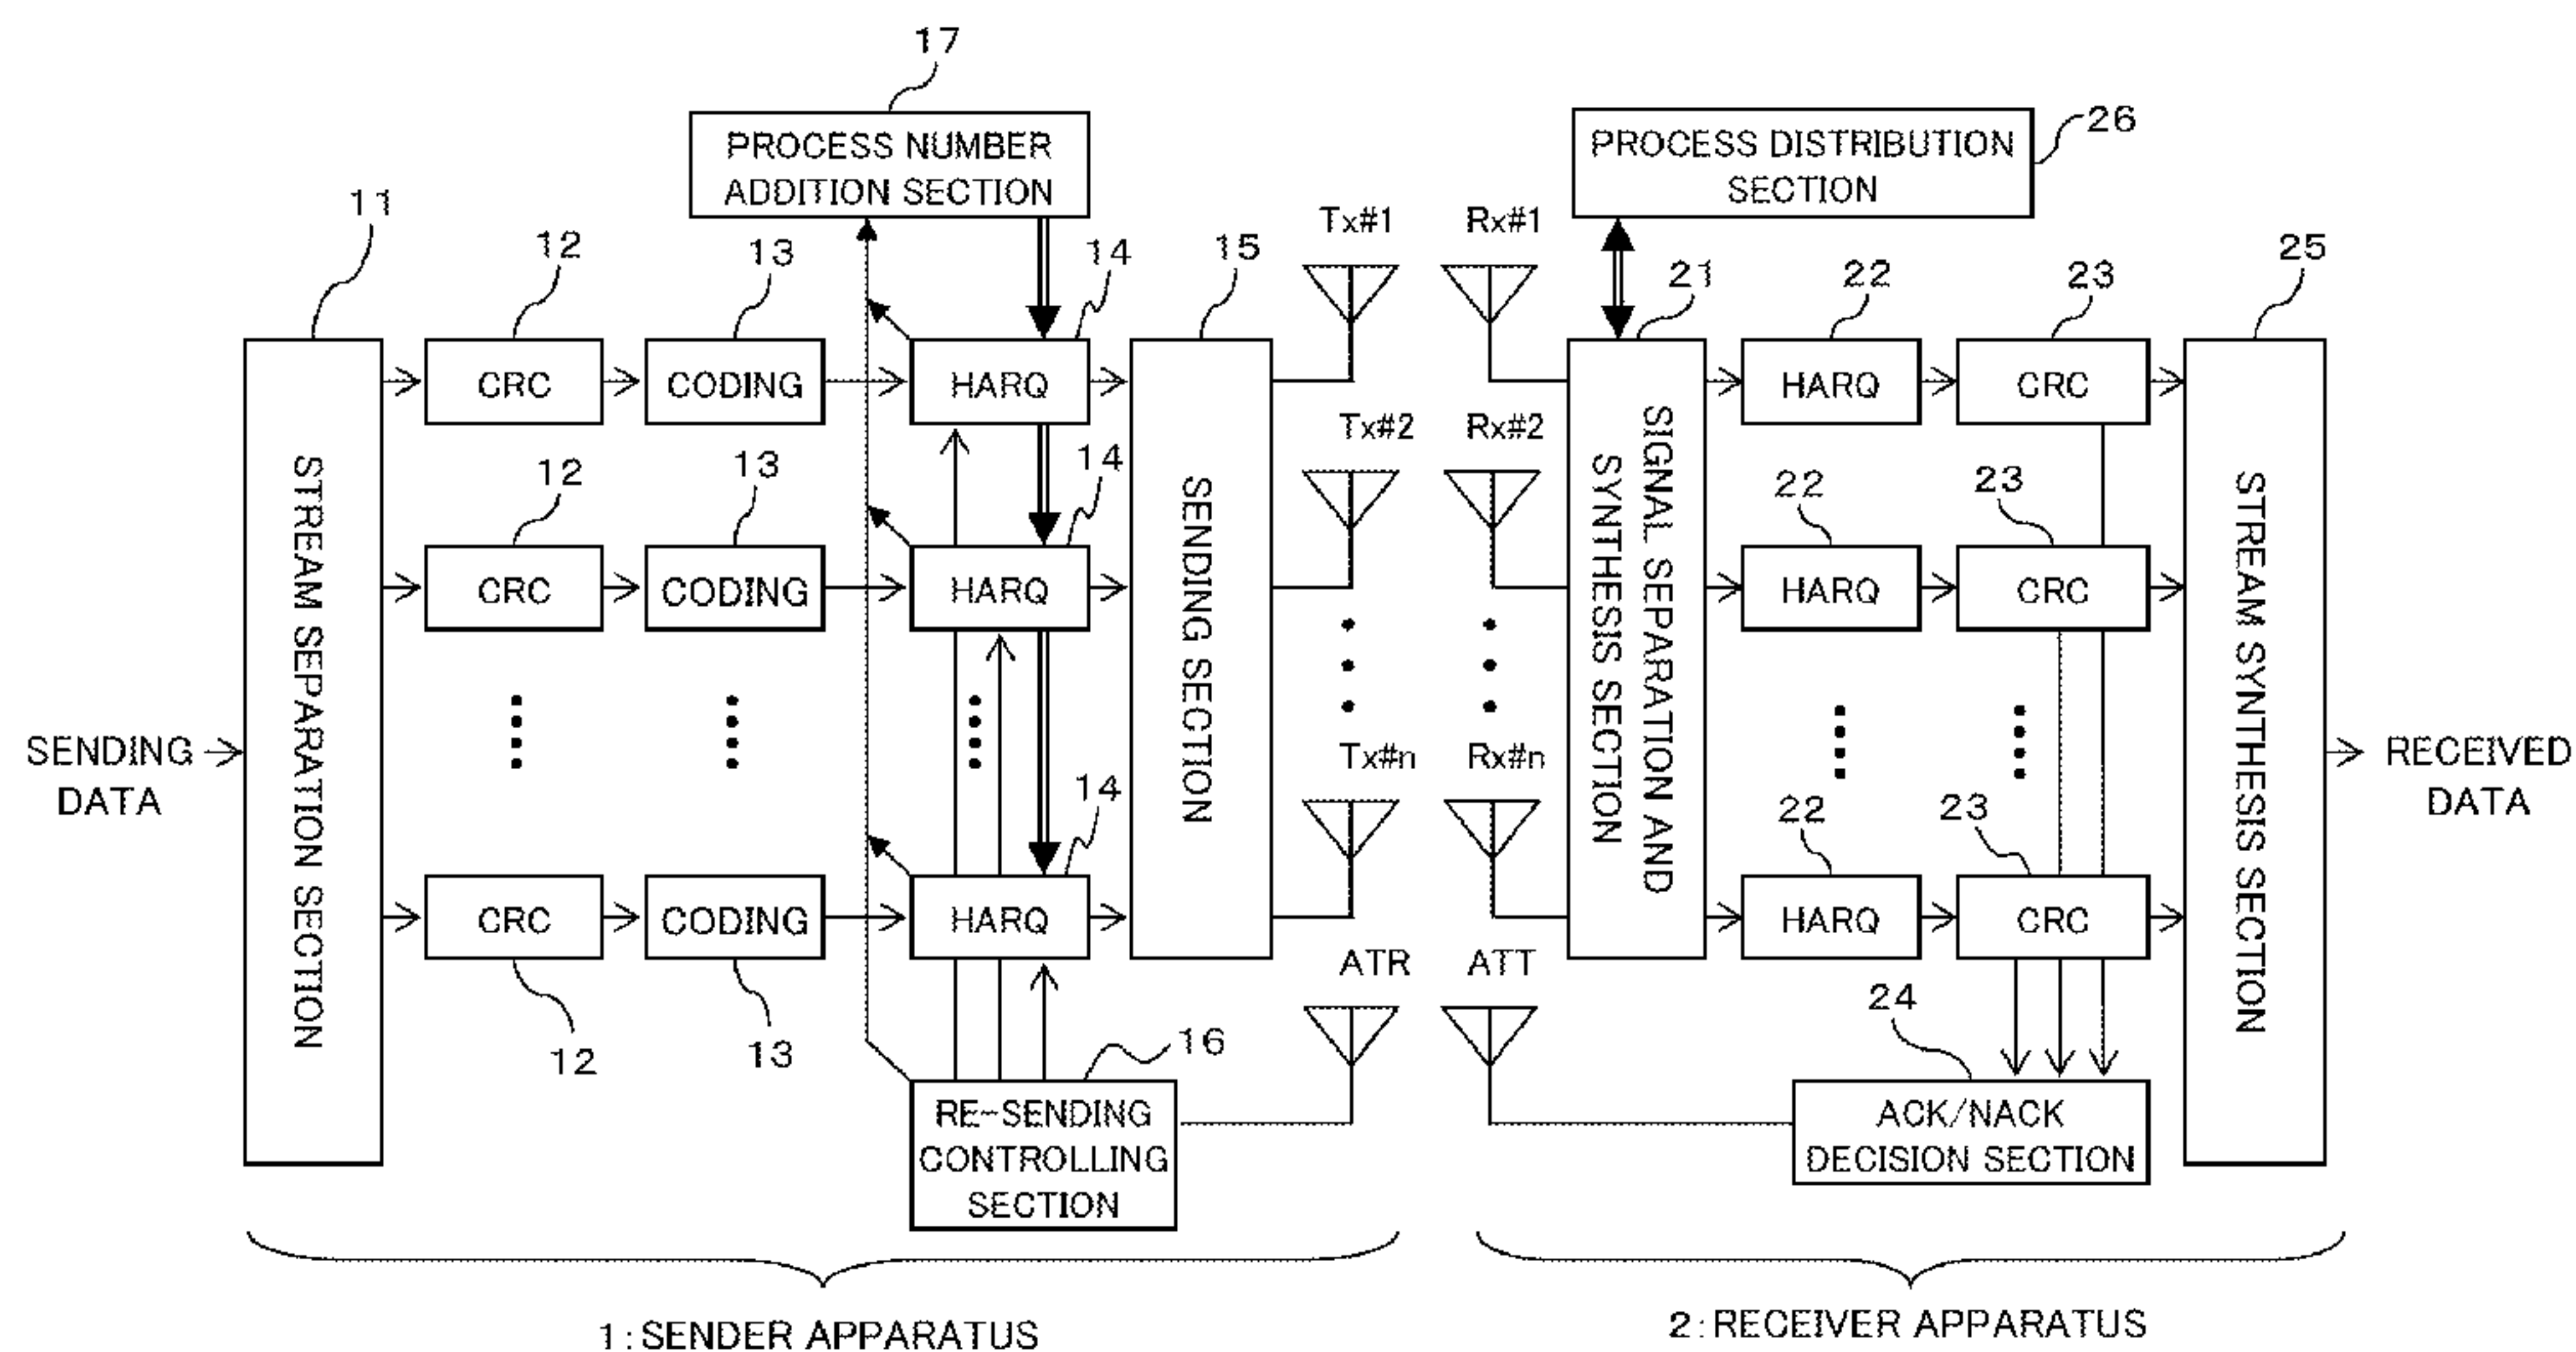 17
PROCESS NUMBER
ADDITION SECTION
PROCESS DISTRIBUTION
SECTION
26
11
12
13
14
15
Tx#1
Rx#1
21
22
23
25
CRC
CODING
HARQ
HARQ
CRC
Tx#2
Rx#2
12
13
14
22
23
CRC
CODING
HARQ
HARQ
CRC
STREAM SEPARATION SECTION
SENDING SECTION
SIGNAL SEPARATION AND
SYNTHESIS SECTION
STREAM SYNTHESIS SECTION
SENDING
DATA
RECEIVED
DATA
Tx#n
Rx#n
14
22
23
CRC
CODING
HARQ
HARQ
CRC
12
13
ATR
ATT
16
24
RE-SENDING
CONTROLLING
SECTION
ACK/NACK
DECISION SECTION
1:SENDER APPARATUS
2:RECEIVER APPARATUS